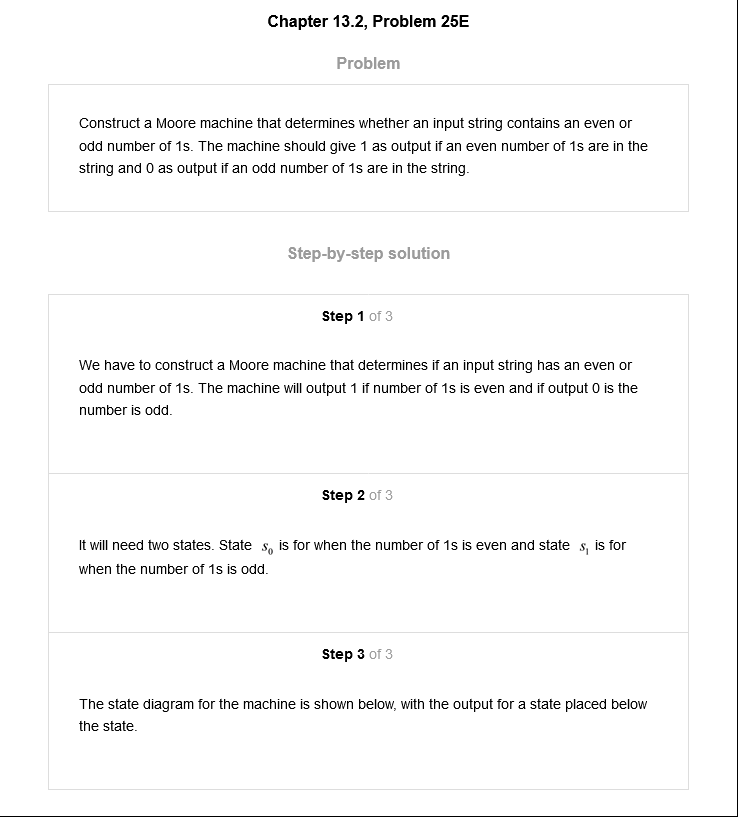 Chapter 13.2, Problem 25E
Problem
Construct a Moore machine that determines whether an input string contains an even or
odd number of 1s. The machine should give 1 as output if an even number of 1s are in the
string and 0 as output if an odd number of 1s are in the string.
Step-by-step solution
Step 1 of 3
We have to construct a Moore machine that determines if an input string has an even or
odd number of 1s. The machine will output 1 if number of 1s is even and if output 0 is the
number is odd.
Step 2 of 3
It will need two states. State s₀ is for when the number of 1s is even and state s₁ is for
when the number of 1s is odd.
Step 3 of 3
The state diagram for the machine is shown below, with the output for a state placed below
the state.